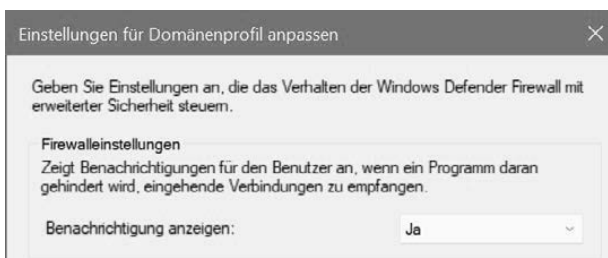 Einstellungen für Domänenprofil anpassen
Geben Sie Einstellungen an, die das Verhalten der Windows Defender Firewall mit
erweiterter Sicherheit steuern.
Firewalleinstellungen
Zeigt Benachrichtigungen für den Benutzer an, wenn ein Programm daran
gehindert wird, eingehende Verbindungen zu empfangen.
Benachrichtigung anzeigen: Ja